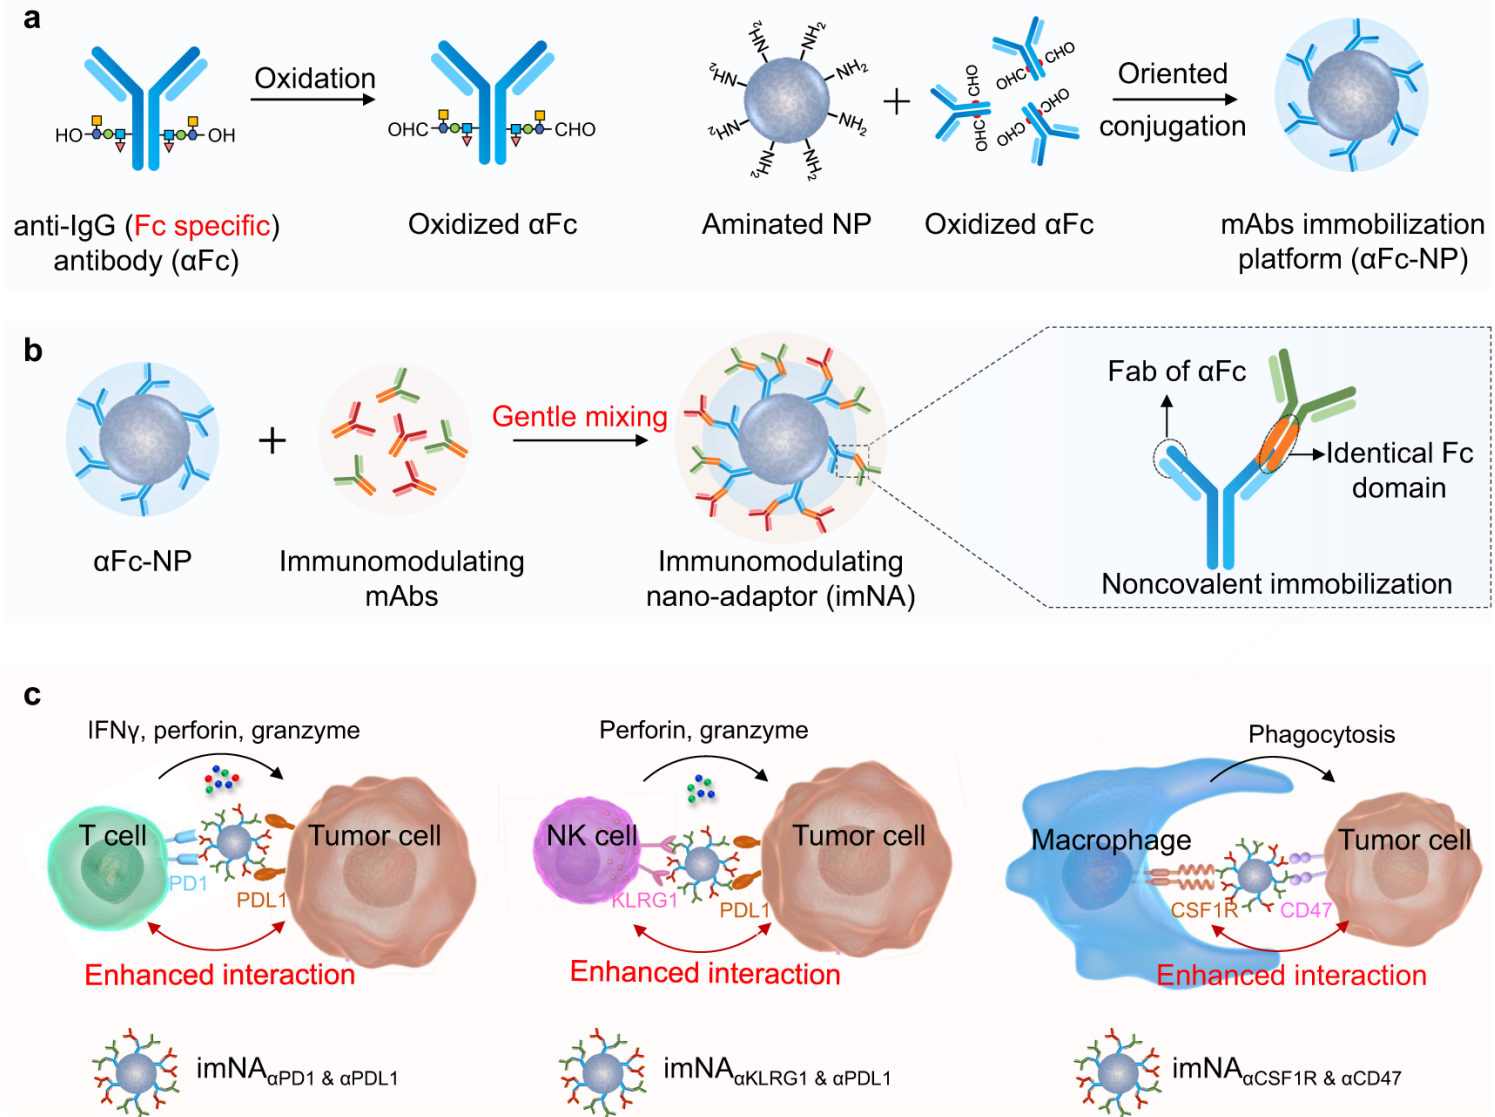 a
Oxidation
HO
OH
OHC
CHO
NH2
NH2
NH2
NH2
NH2
NH2
NH2
NH2
+
CHO
OHC
CHO
OHC
CHO
CHO
Oriented
conjugation
anti-IgG (Fc specific)
antibody (αFc)
Oxidized αFc
Aminated NP
Oxidized αFc
mAbs immobilization
platform (αFc-NP)
b
+
Gentle mixing
αFc-NP
Immunomodulating
mAbs
Immunomodulating
nano-adaptor (imNA)
Fab of αFc
Identical Fc
domain
Noncovalent immobilization
c
IFNγ, perforin, granzyme
T cell
Tumor cell
PD1
PDL1
Enhanced interaction
imNAαPD1 & αPDL1
Perforin, granzyme
NK cell
Tumor cell
KLRG1
PDL1
Enhanced interaction
imNAαKLRG1 & αPDL1
Phagocytosis
Macrophage
Tumor cell
CSF1R
CD47
Enhanced interaction
imNAαCSF1R & αCD47